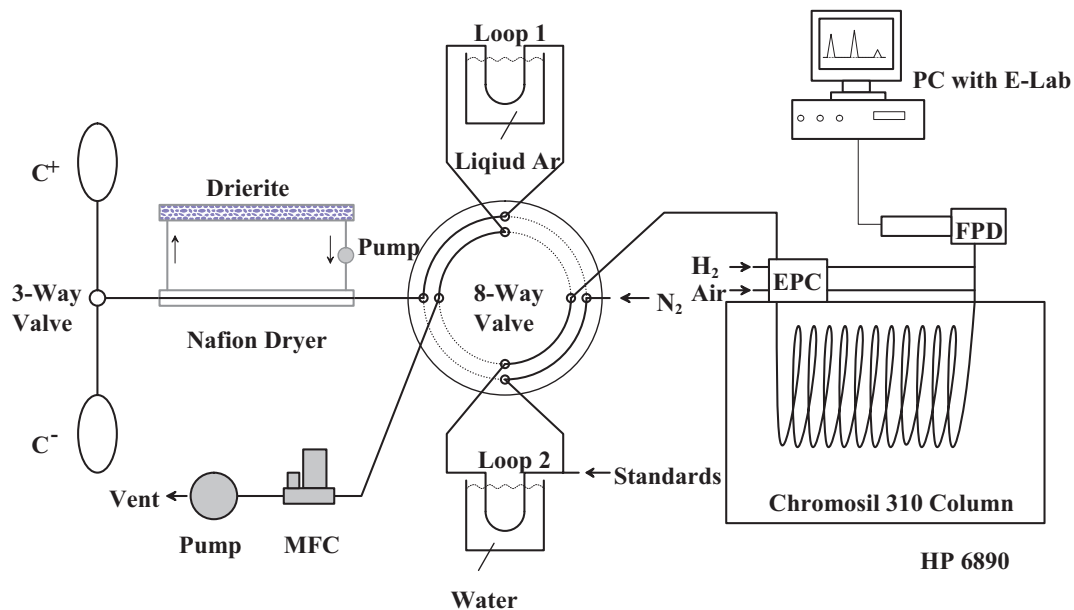 Loop 1
PC with E-Lab
Liqiud Ar
C+
Drierite
Pump
FPD
H2
EPC
3-Way
Valve
8-Way
Valve
N2
Air
Nafion Dryer
C-
Loop 2
Standards
Vent
Chromosil 310 Column
Pump
MFC
HP 6890
Water